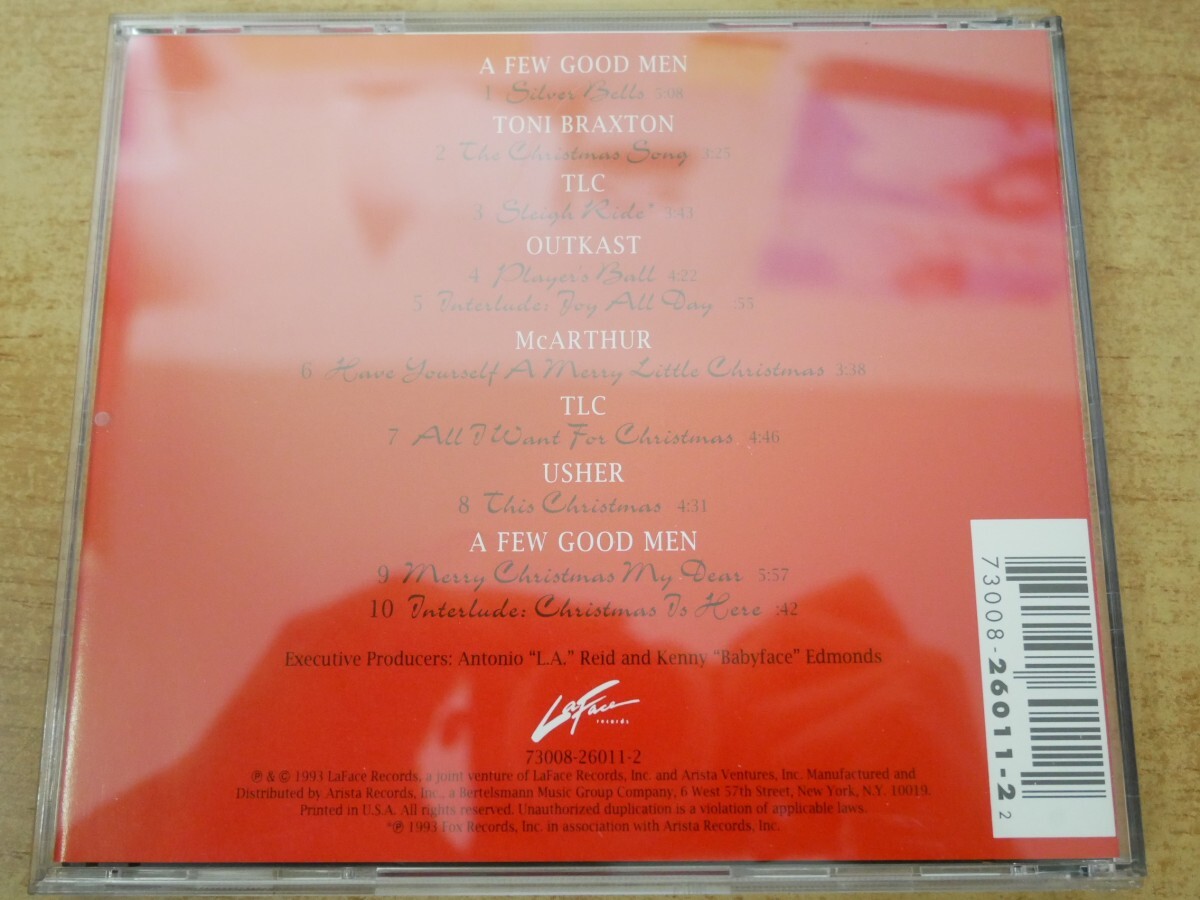 A FEW GOOD MEN
1 Silver Bells 5:08
TONI BRAXTON
2 The Christmas Song 3:25
TLC
3 Sleigh Ride* 3:43
OUTKAST
4 Player's Ball 4:22
5 Interlude: Joy All Day :55
McARTHUR
6 Have Yourself A Merry Little Christmas 3:38
TLC
7 All I Want For Christmas 4:46
USHER
8 This Christmas 4:31
A FEW GOOD MEN
9 Merry Christmas My Dear 5:57
10 Interlude: Christmas Is Here :42
Executive Producers: Antonio “L.A.” Reid and Kenny “Babyface” Edmonds
LaFace
records
73008-26011-2
℗ & © 1993 LaFace Records, a joint venture of LaFace Records, Inc. and Arista Ventures, Inc. Manufactured and
Distributed by Arista Records, Inc., a Bertelsmann Music Group Company, 6 West 57th Street, New York, N.Y. 10019.
Printed in U.S.A. All rights reserved. Unauthorized duplication is a violation of applicable laws.
*℗ 1993 Fox Records, Inc. in association with Arista Records, Inc.
73008-26011-2 2